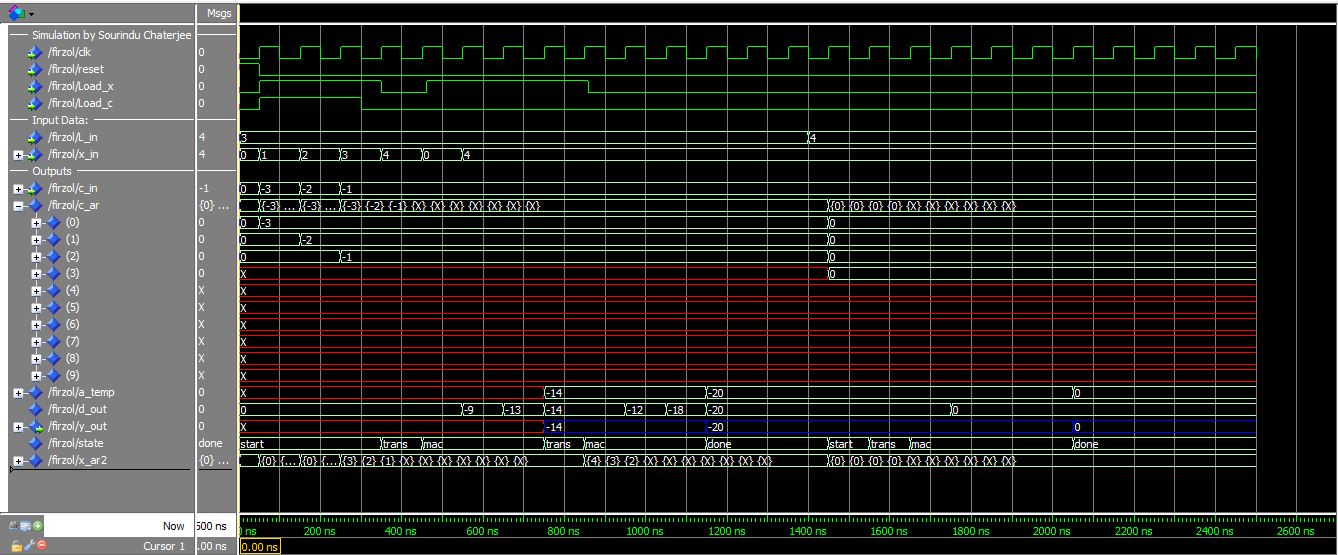 Msgs
Simulation by Sourindu Chaterjee
/firzol/clk 0
/firzol/reset 0
/firzol/Load_x 0
/firzol/Load_c 0
Input Data:
/firzol/L_in 4 3 4
/firzol/x_in 4 0 1 2 3 4 0 4
Outputs
/firzol/c_in -1 0 -3 -2 -1
/firzol/c_ar {0} ... {-3} ... {-3} ... {-3} {-2} {-1} {X} {X} {X} {X} {X} {X} {X} {0} {0} {0} {0} {X} {X} {X} {X} {X} {X}
(0) 0 0 -3 0
(1) 0 0 -2 0
(2) 0 0 -1 0
(3) 0 X 0
(4) X X
(5) X X
(6) X X
(7) X X
(8) X X
(9) X X
/firzol/a_temp 0 X -14 -20 0
/firzol/d_out 0 0 -9 -13 -14 -12 -18 -20 0
/firzol/y_out 0 X -14 -20 0
/firzol/state done start trans mac trans mac done start trans mac done
/firzol/x_ar2 {0} ... {0} {... {0} {... {3} {2} {1} {X} {X} {X} {X} {X} {X} {X} {4} {3} {2} {X} {X} {X} {X} {X} {X} {X} {0} {0} {0} {0} {X} {X} {X} {X} {X} {X}
Now 500 ns ns 200 ns 400 ns 600 ns 800 ns 1000 ns 1200 ns 1400 ns 1600 ns 1800 ns 2000 ns 2200 ns 2400 ns 2600 ns
Cursor 1 .00 ns 0.00 ns